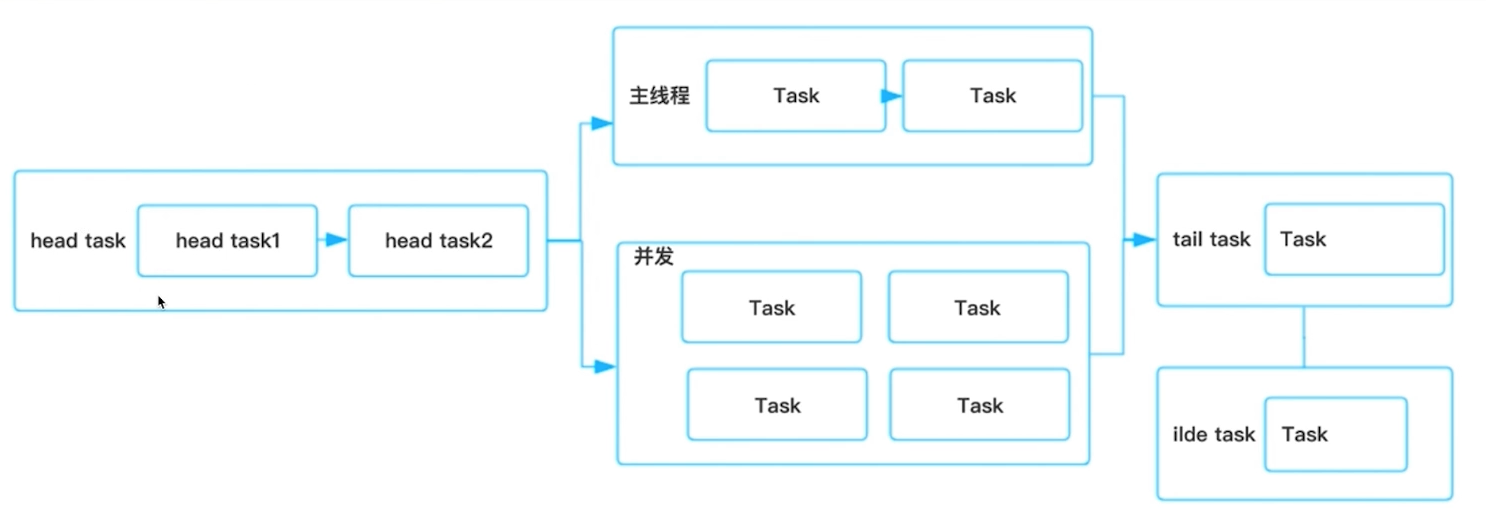 head task
head task1
head task2
主线程
Task
Task
并发
Task
Task
Task
Task
tail task
Task
ilde task
Task